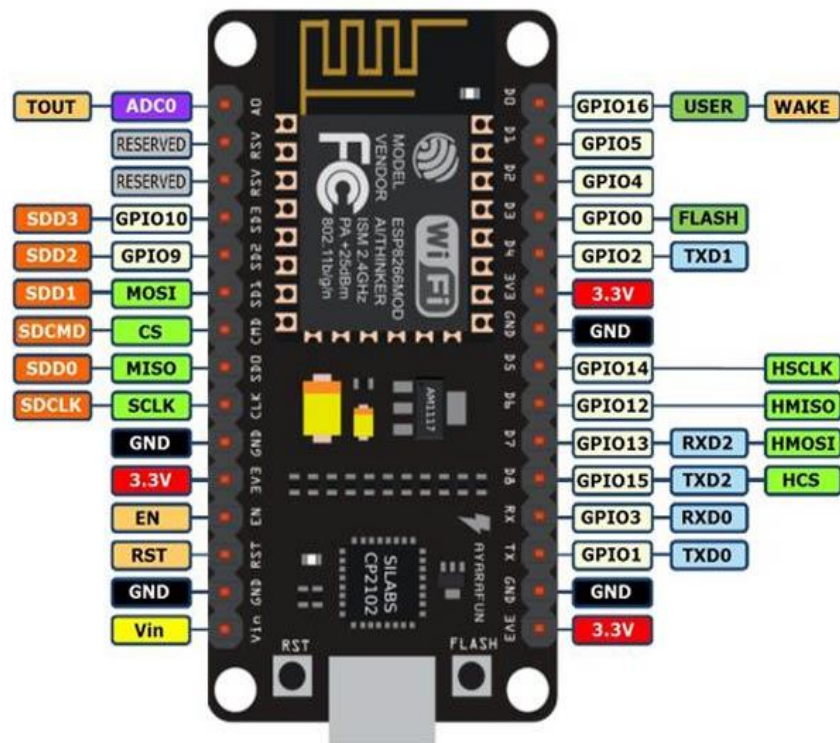 TOUT ADC0 A0 D0 GPIO16 USER WAKE
RESERVED RSV D1 GPIO5
RESERVED RSV D2 GPIO4
SDD3 GPIO10 SD3 D3 GPIO0 FLASH
SDD2 GPIO9 SD2 D4 GPIO2 TXD1
SDD1 MOSI SD1 3V3 3.3V
SDCMD CS CMD GND GND
SDD0 MISO SD0 D5 GPIO14 HSCLK
SDCLK SCLK CLK D6 GPIO12 HMISO
GND GND D7 GPIO13 RXD2 HMOSI
3.3V 3V3 D8 GPIO15 TXD2 HCS
EN EN RX GPIO3 RXD0
RST RST TX GPIO1 TXD0
GND GND GND GND
Vin Vin 3V3 3.3V
MODEL ESP8266MOD
VENDOR AI/THINKER
ISM 2.4GHz
PA +25dBm
802.11b/g/n
FC
Wi Fi
AM1117
SILABS
CP2102
AYARAFUN
RST FLASH